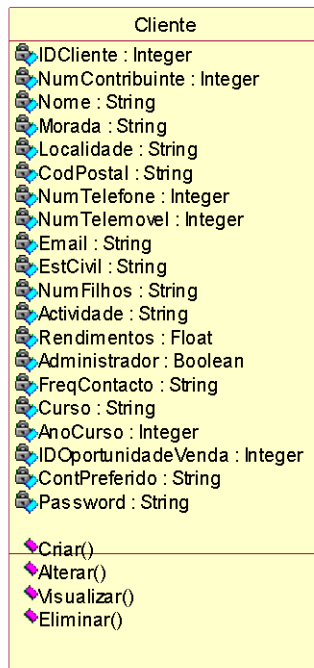 Cliente
IDCliente : Integer
NumContribuinte : Integer
Nome : String
Morada : String
Localidade : String
CodPostal : String
NumTelefone : Integer
NumTelemovel : Integer
Email : String
EstCivil : String
NumFilhos : String
Actividade : String
Rendimentos : Float
Administrador : Boolean
FreqContacto : String
Curso : String
AnoCurso : Integer
IDOportunidadeVenda : Integer
ContPreferido : String
Password : String
Criar()
Alterar()
Visualizar()
Eliminar()